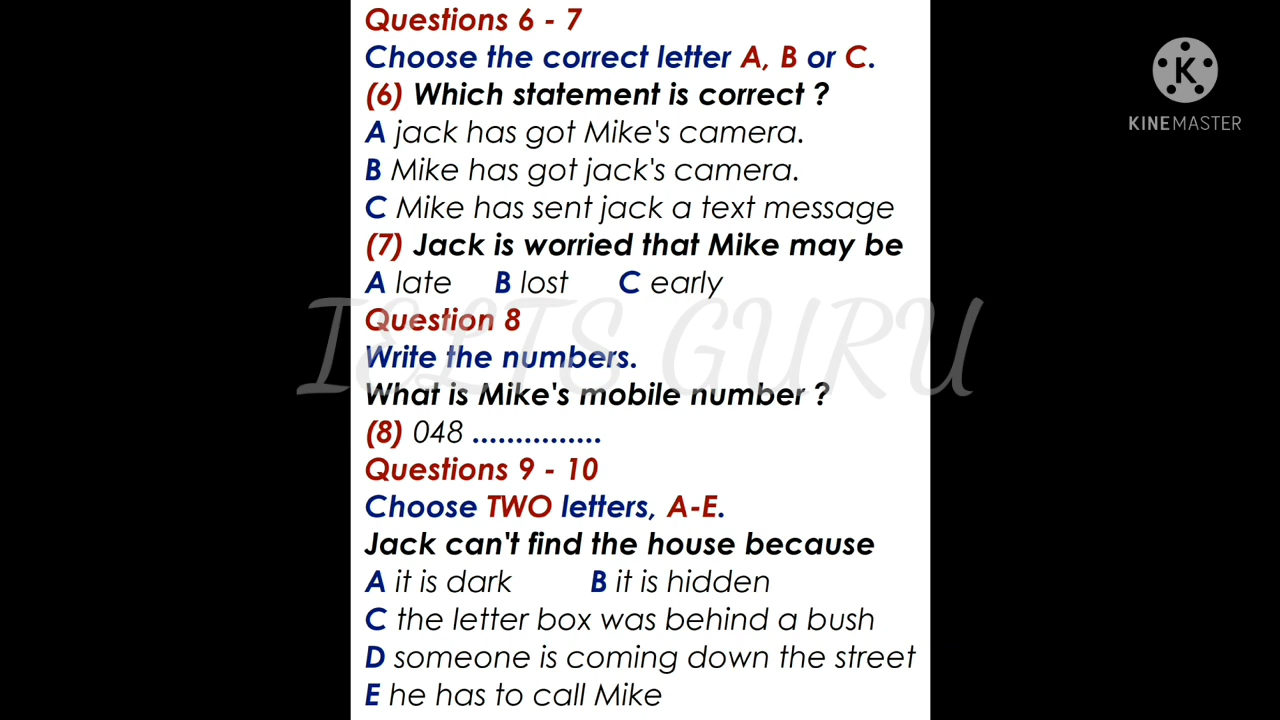 Questions 6 - 7
Choose the correct letter A, B or C.
(6) Which statement is correct ?
A jack has got Mike's camera.
B Mike has got jack's camera.
C Mike has sent jack a text message
(7) Jack is worried that Mike may be
A late B lost C early
Question 8
Write the numbers.
What is Mike's mobile number ?
(8) 048 ...............
Questions 9 - 10
Choose TWO letters, A-E.
Jack can't find the house because
A it is dark B it is hidden
C the letter box was behind a bush
D someone is coming down the street
E he has to call Mike
IELTS GURU
K
KINEMASTER